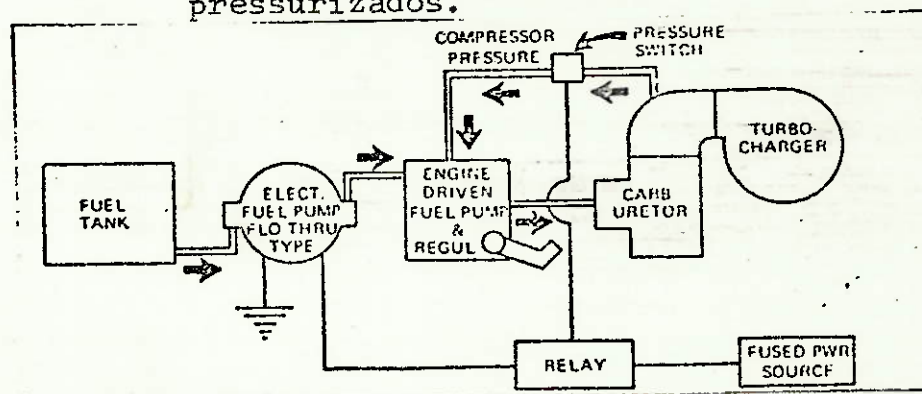 pressurizados.
COMPRESSOR
PRESSURE
PRESSURE
SWITCH
TURBO-
CHARGER
FUEL
TANK
ELECT.
FUEL PUMP
FLO THRU
TYPE
ENGINE
DRIVEN
FUEL PUMP
&
REGUL
CARB
URETOR
RELAY
FUSED PWR
SOURCE